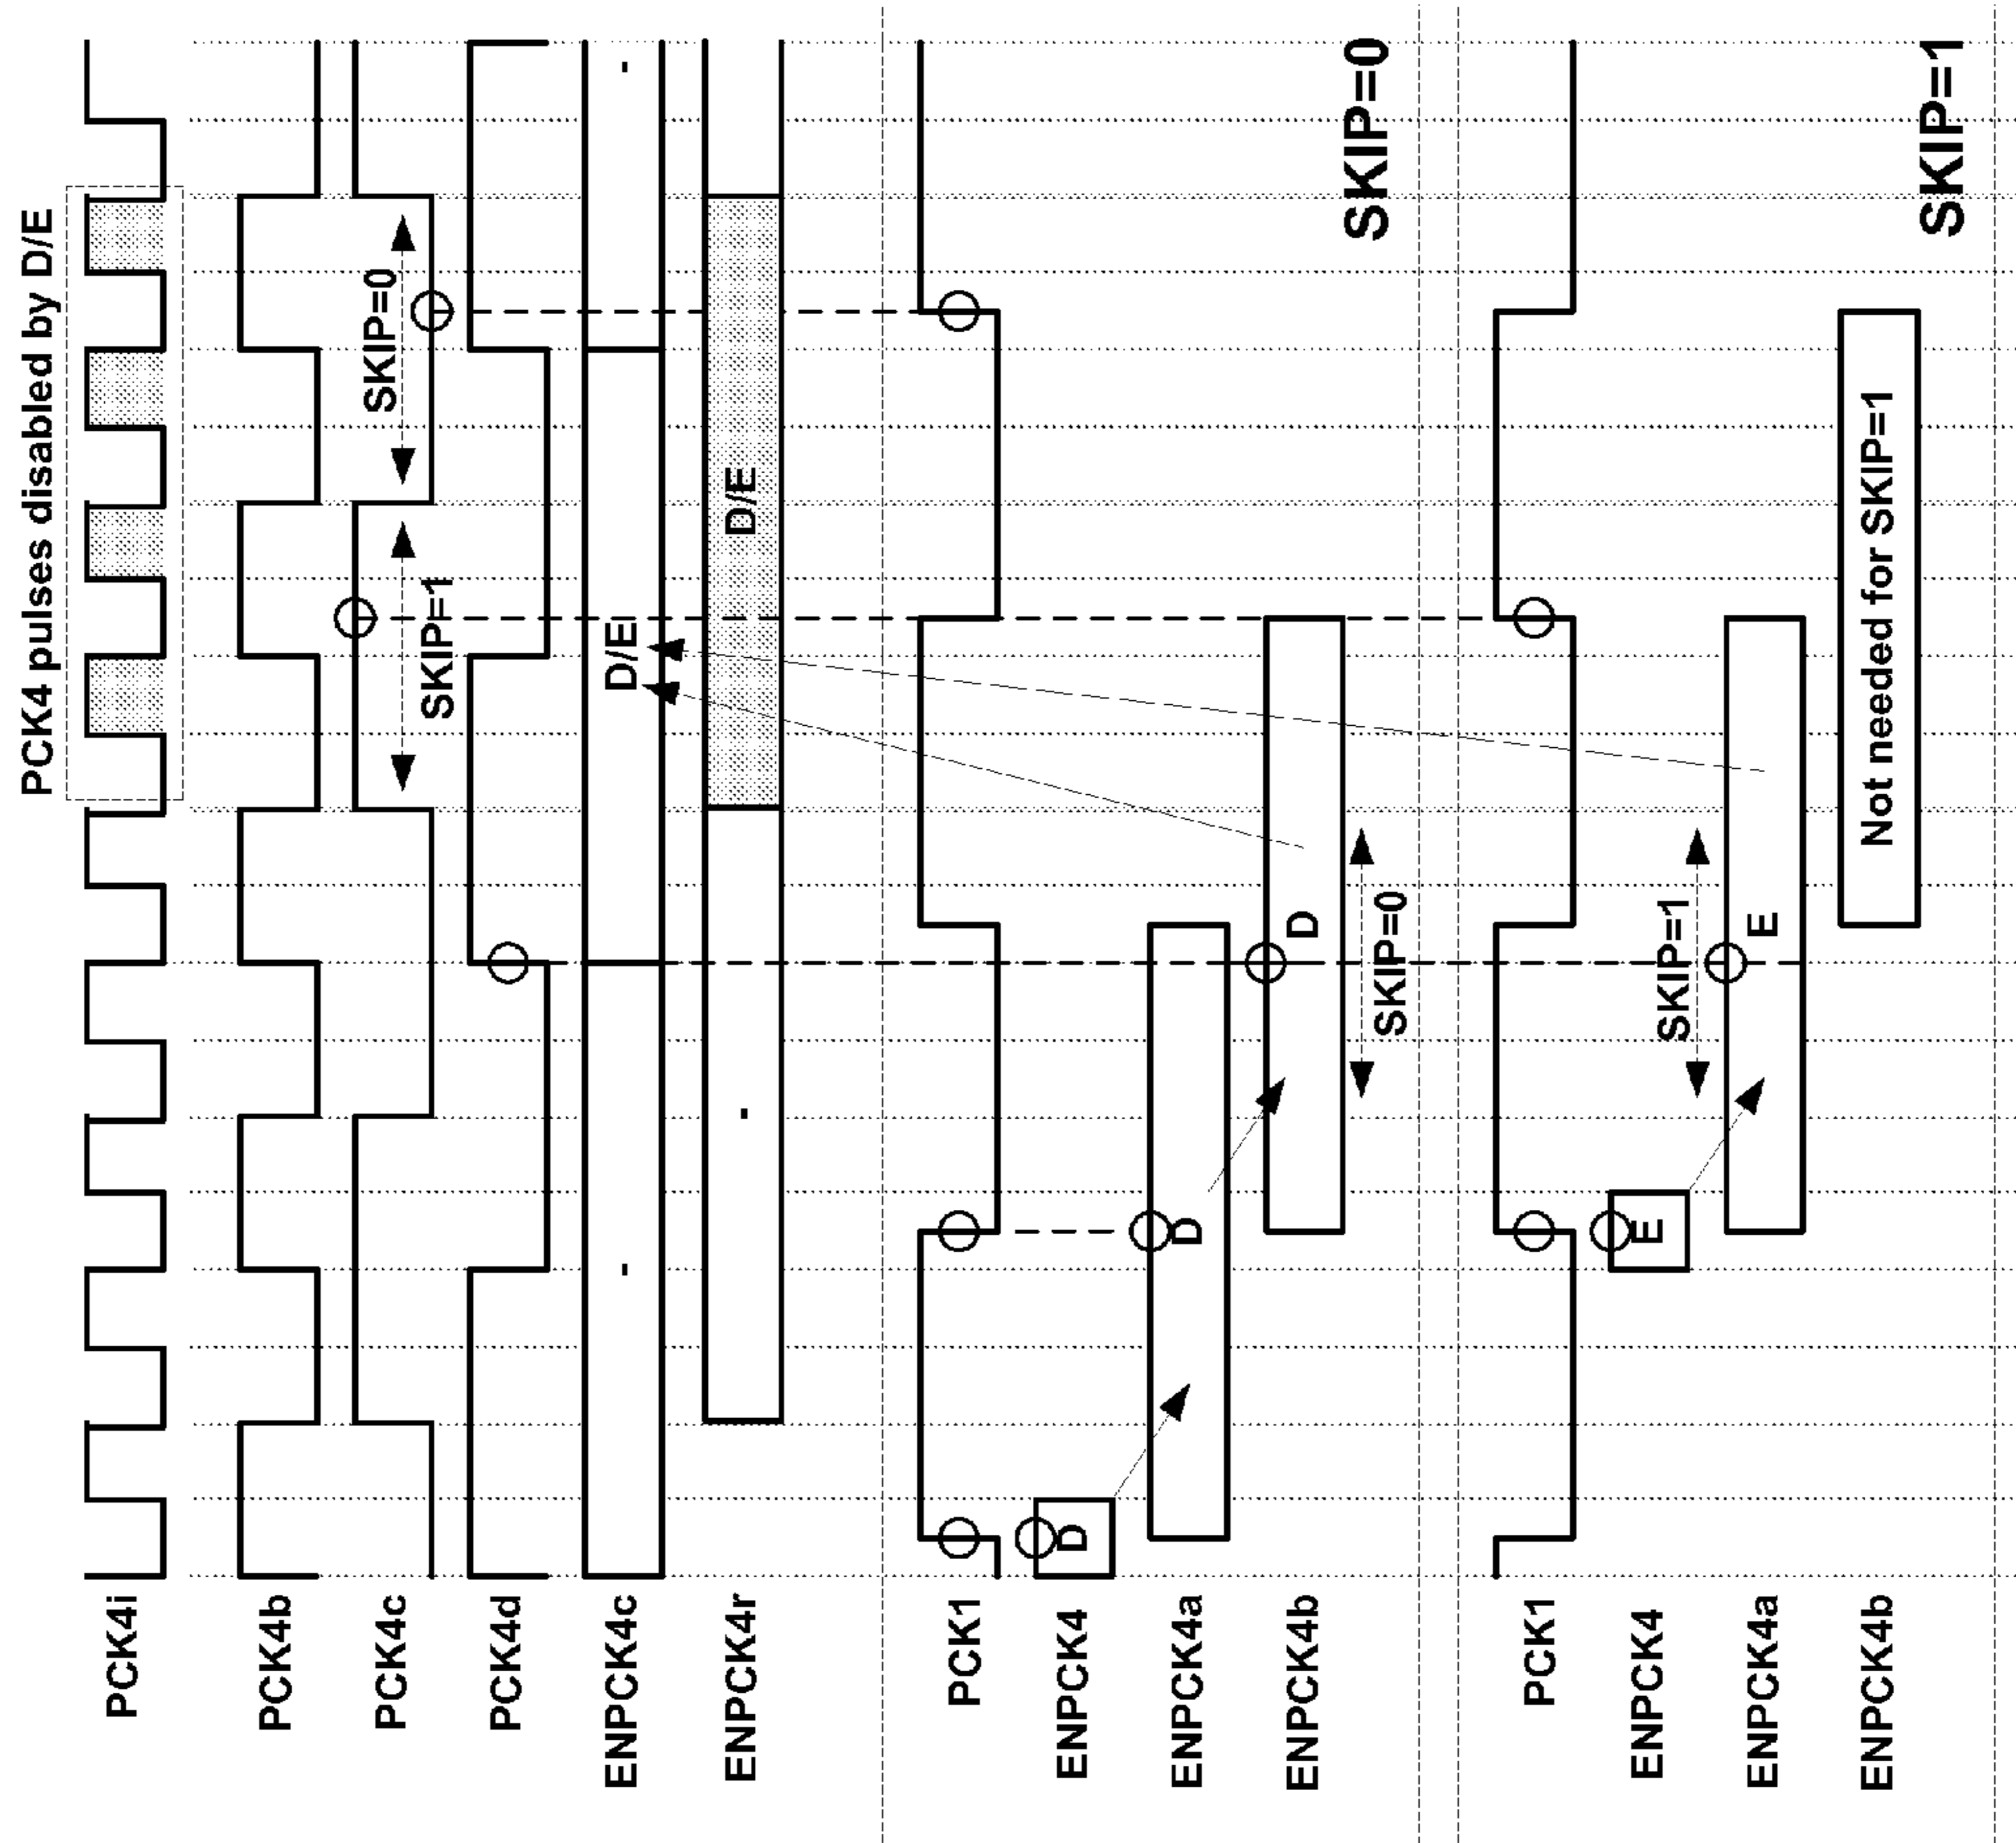 PCK4 pulses disabled by D/E
PCK4i
PCK4b
PCK4c
SKIP=1
SKIP=0
PCK4d
ENPCK4c
-
D/E
-
ENPCK4r
-
D/E
PCK1
ENPCK4
D
ENPCK4a
D
ENPCK4b
D
SKIP=0
SKIP=0
PCK1
ENPCK4
E
SKIP=1
ENPCK4a
E
ENPCK4b
Not needed for SKIP=1
SKIP=1